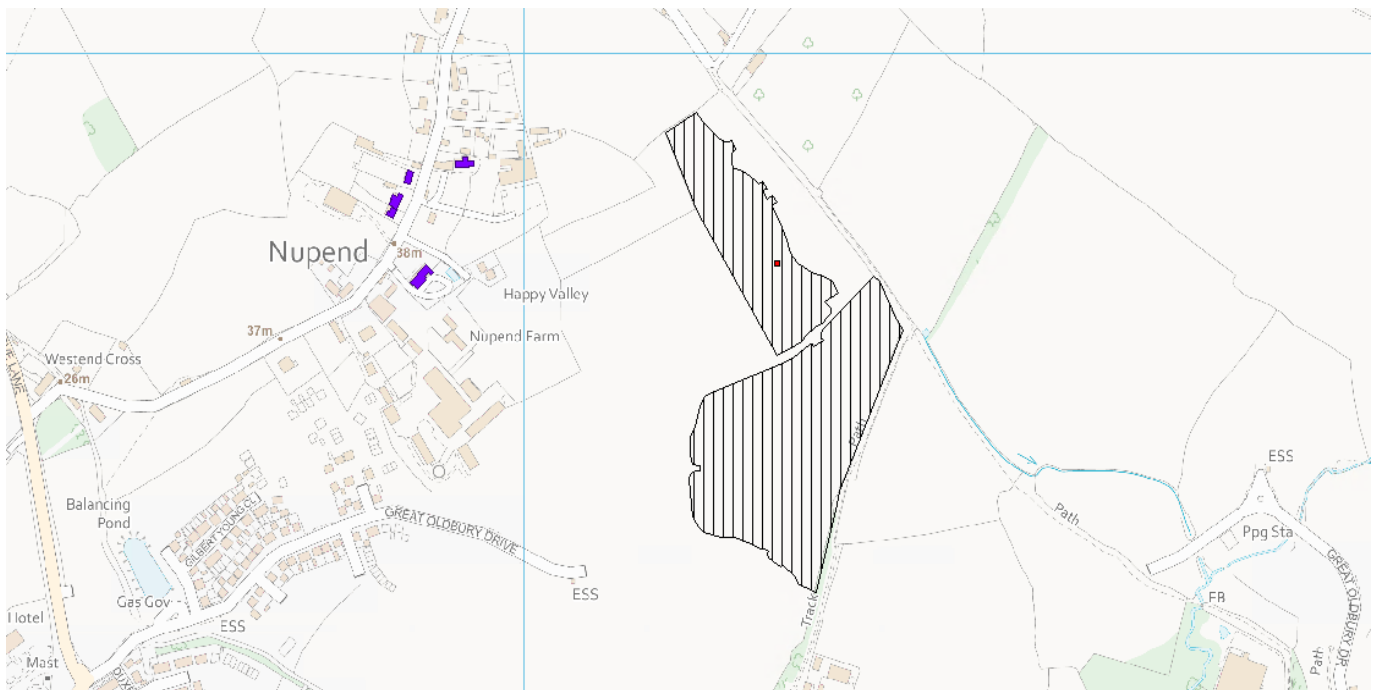 Nupend
38m
Happy Valley
37m
Nupend Farm
Westend Cross
26m
Path
ESS
Balancing
Pond
GILBERT YOUNG CL
GREAT OLDBURY DRIVE
Path
Ppg Sta
GREAT OLDBURY DR
Gas Gov
ESS
Track
FB
Hotel
ESS
Mast
Path